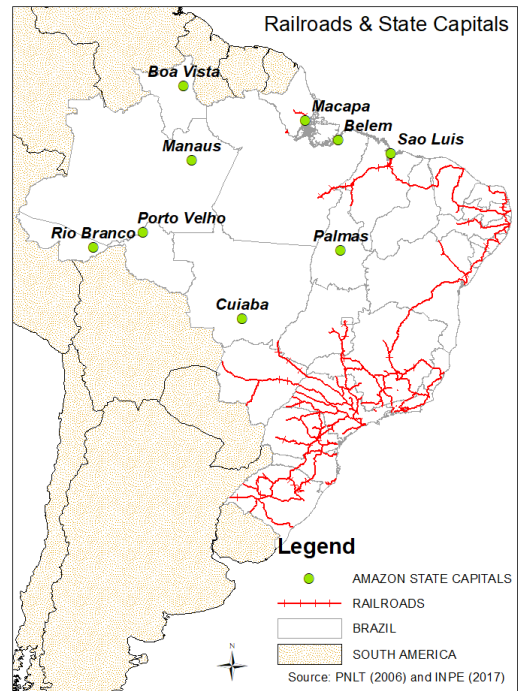 Railroads & State Capitals
Boa Vista
Macapa
Belem
Sao Luis
Manaus
Porto Velho
Rio Branco
Palmas
Cuiaba
Legend
AMAZON STATE CAPITALS
RAILROADS
BRAZIL
N
SOUTH AMERICA
Source: PNLT (2006) and INPE (2017)